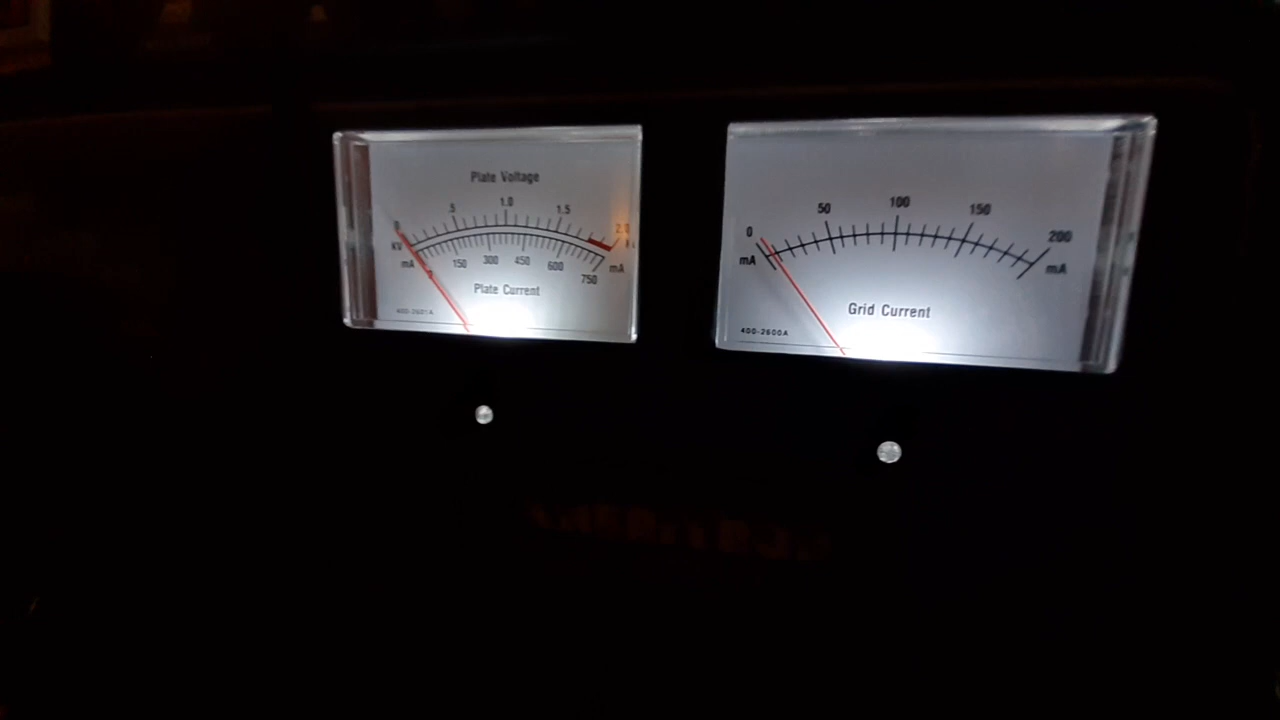 Plate Voltage
0 .5 1.0 1.5 2.0
kV
mA 0 150 300 450 600 750 mA
Plate Current
400-2601A
0 50 100 150 200
mA mA
Grid Current
400-2600A